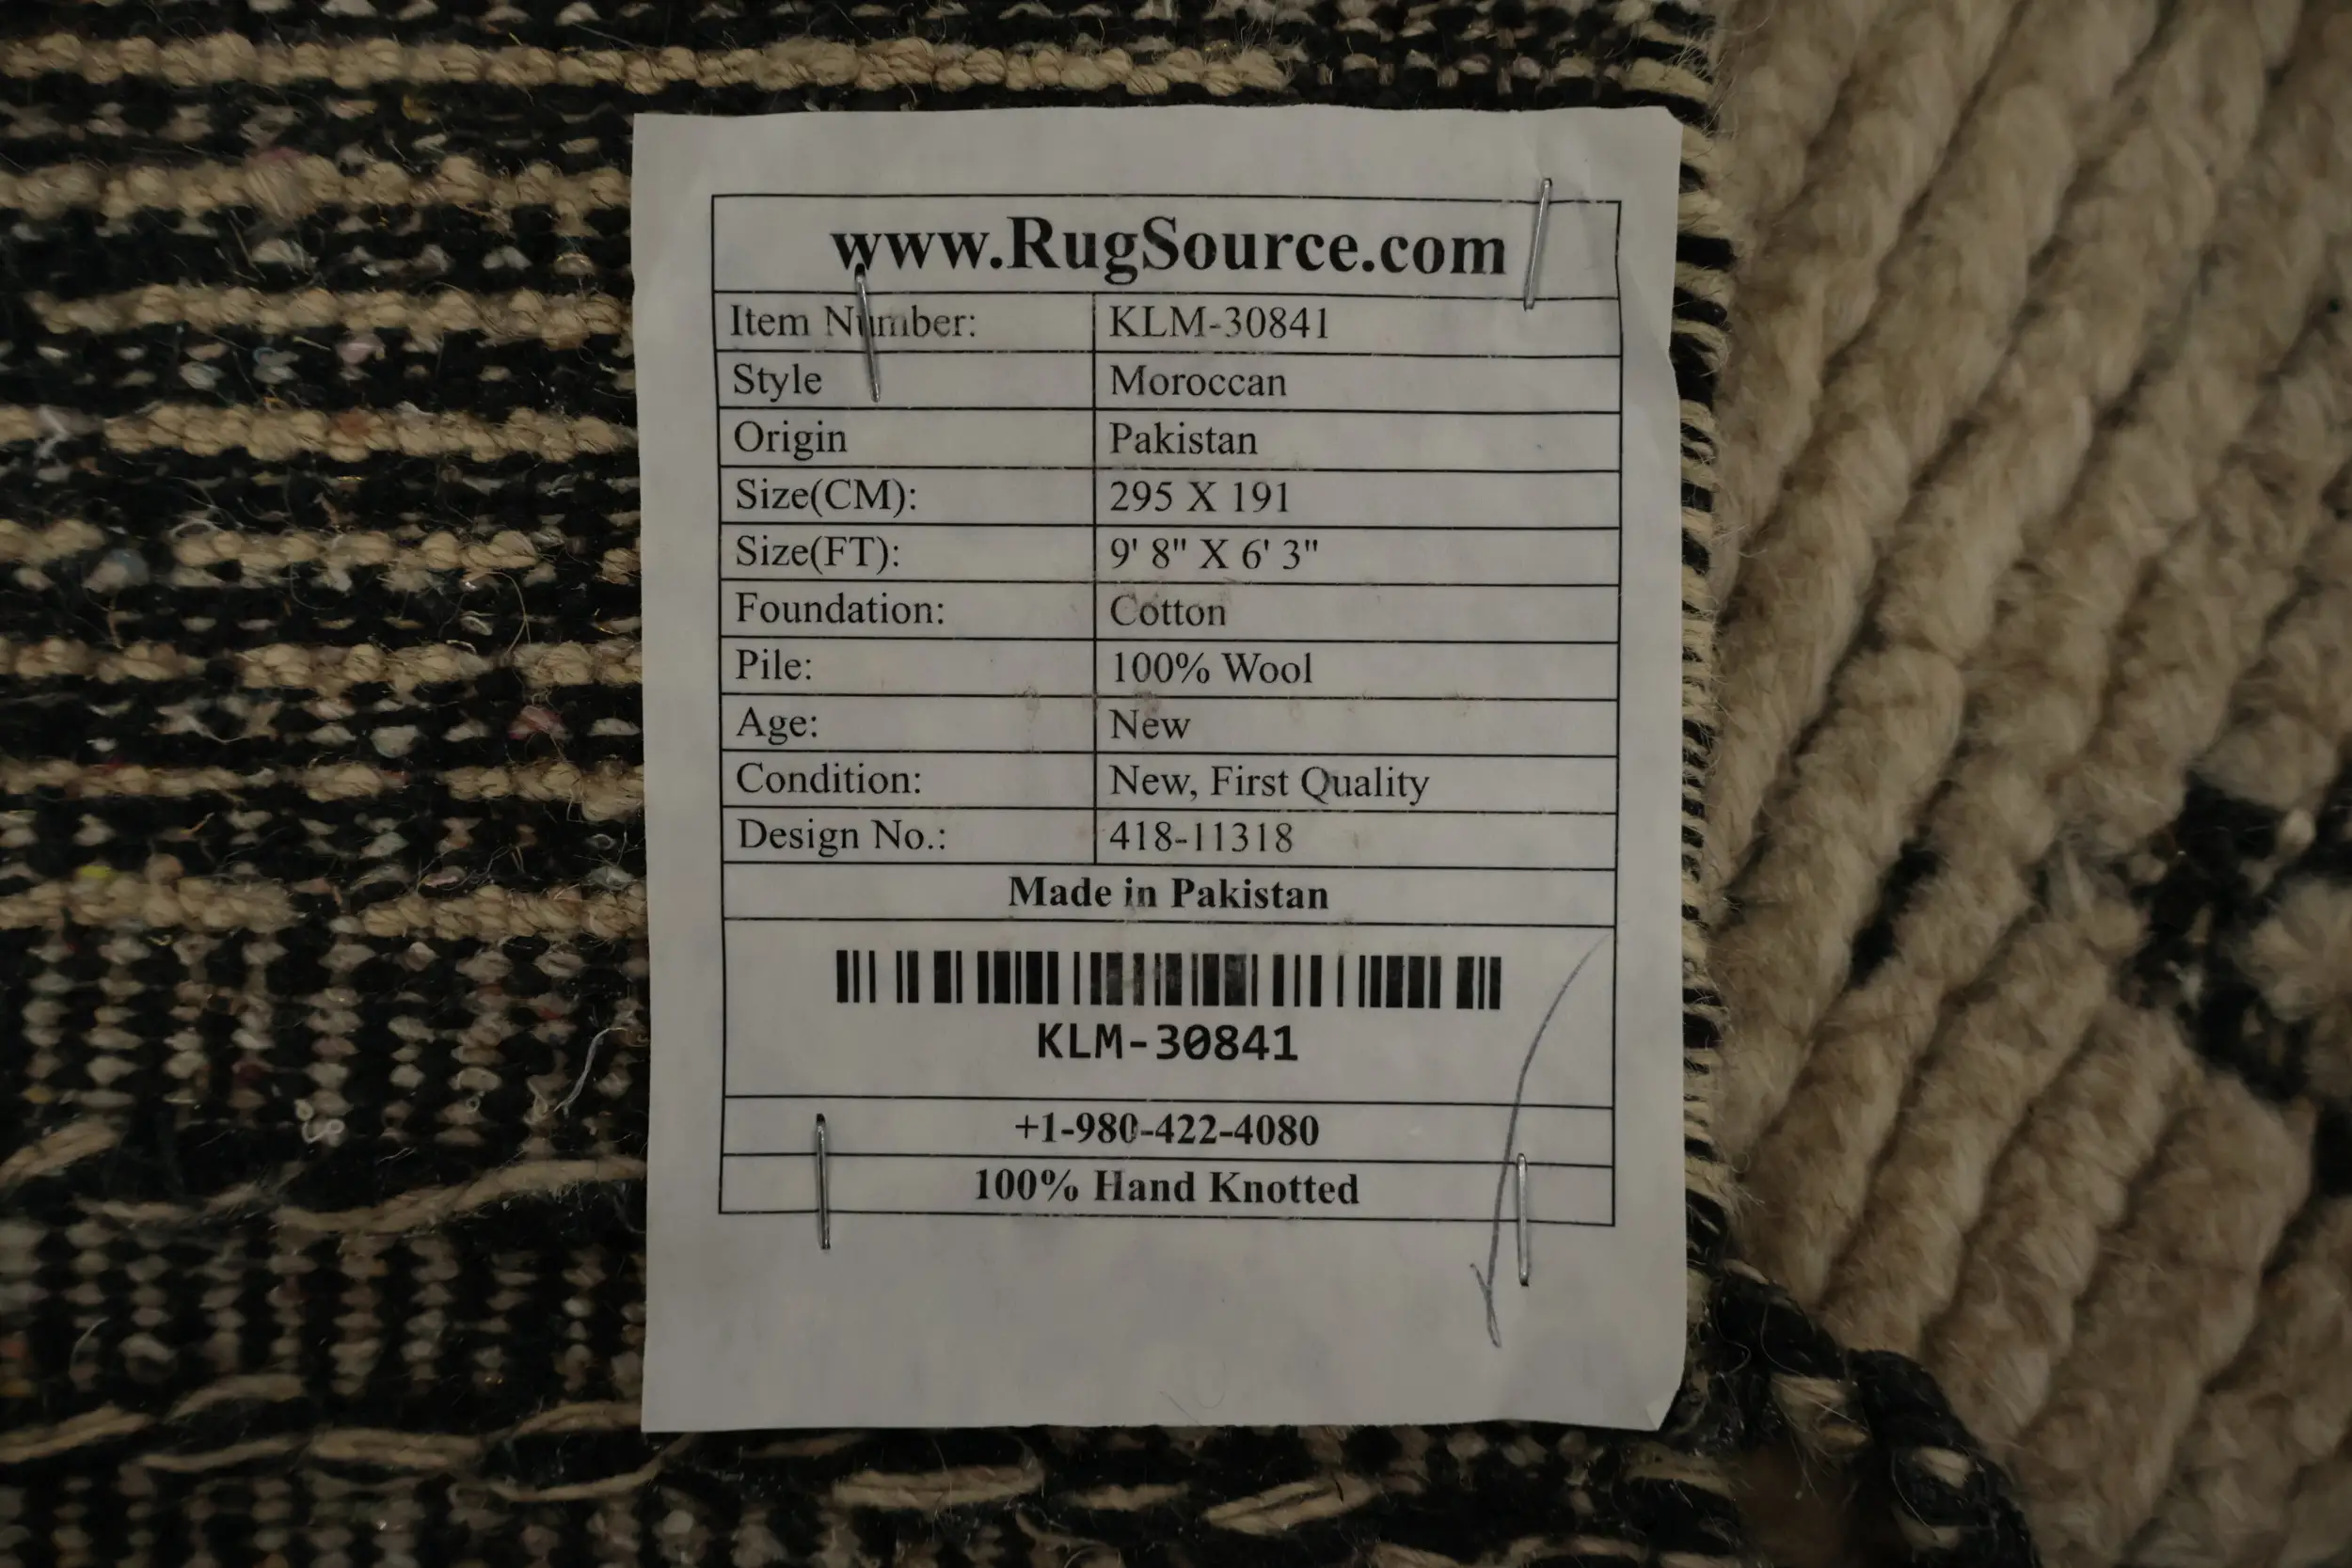 www.RugSource.com
Item Number: KLM-30841
Style Moroccan
Origin Pakistan
Size(CM): 295 X 191
Size(FT): 9' 8" X 6' 3"
Foundation: Cotton
Pile: 100% Wool
Age: New
Condition: New, First Quality
Design No.: 418-11318
Made in Pakistan
KLM-30841
+1-980-422-4080
100% Hand Knotted